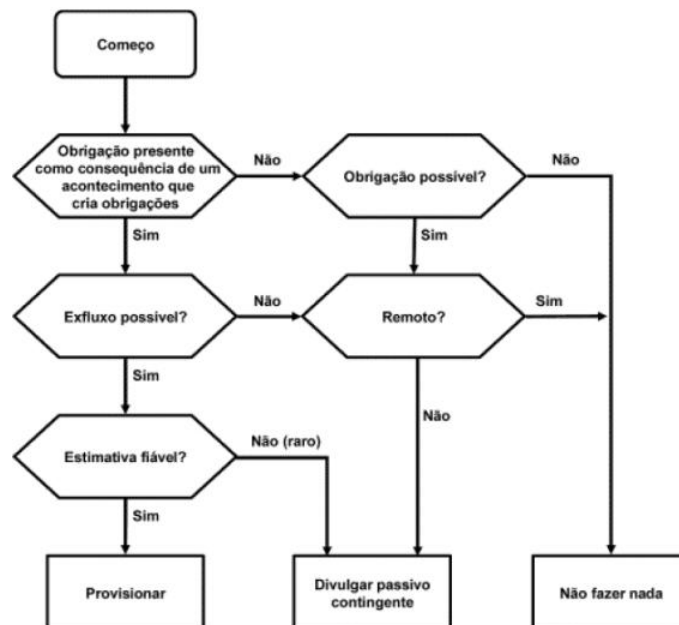 Começo
Obrigação presente
como consequência de um
acontecimento que
cria obrigações
Não
Obrigação possível?
Não
Sim
Sim
Exfluxo possível?
Não
Remoto?
Sim
Sim
Não
Estimativa fiável?
Não (raro)
Sim
Provisionar
Divulgar passivo
contingente
Não fazer nada